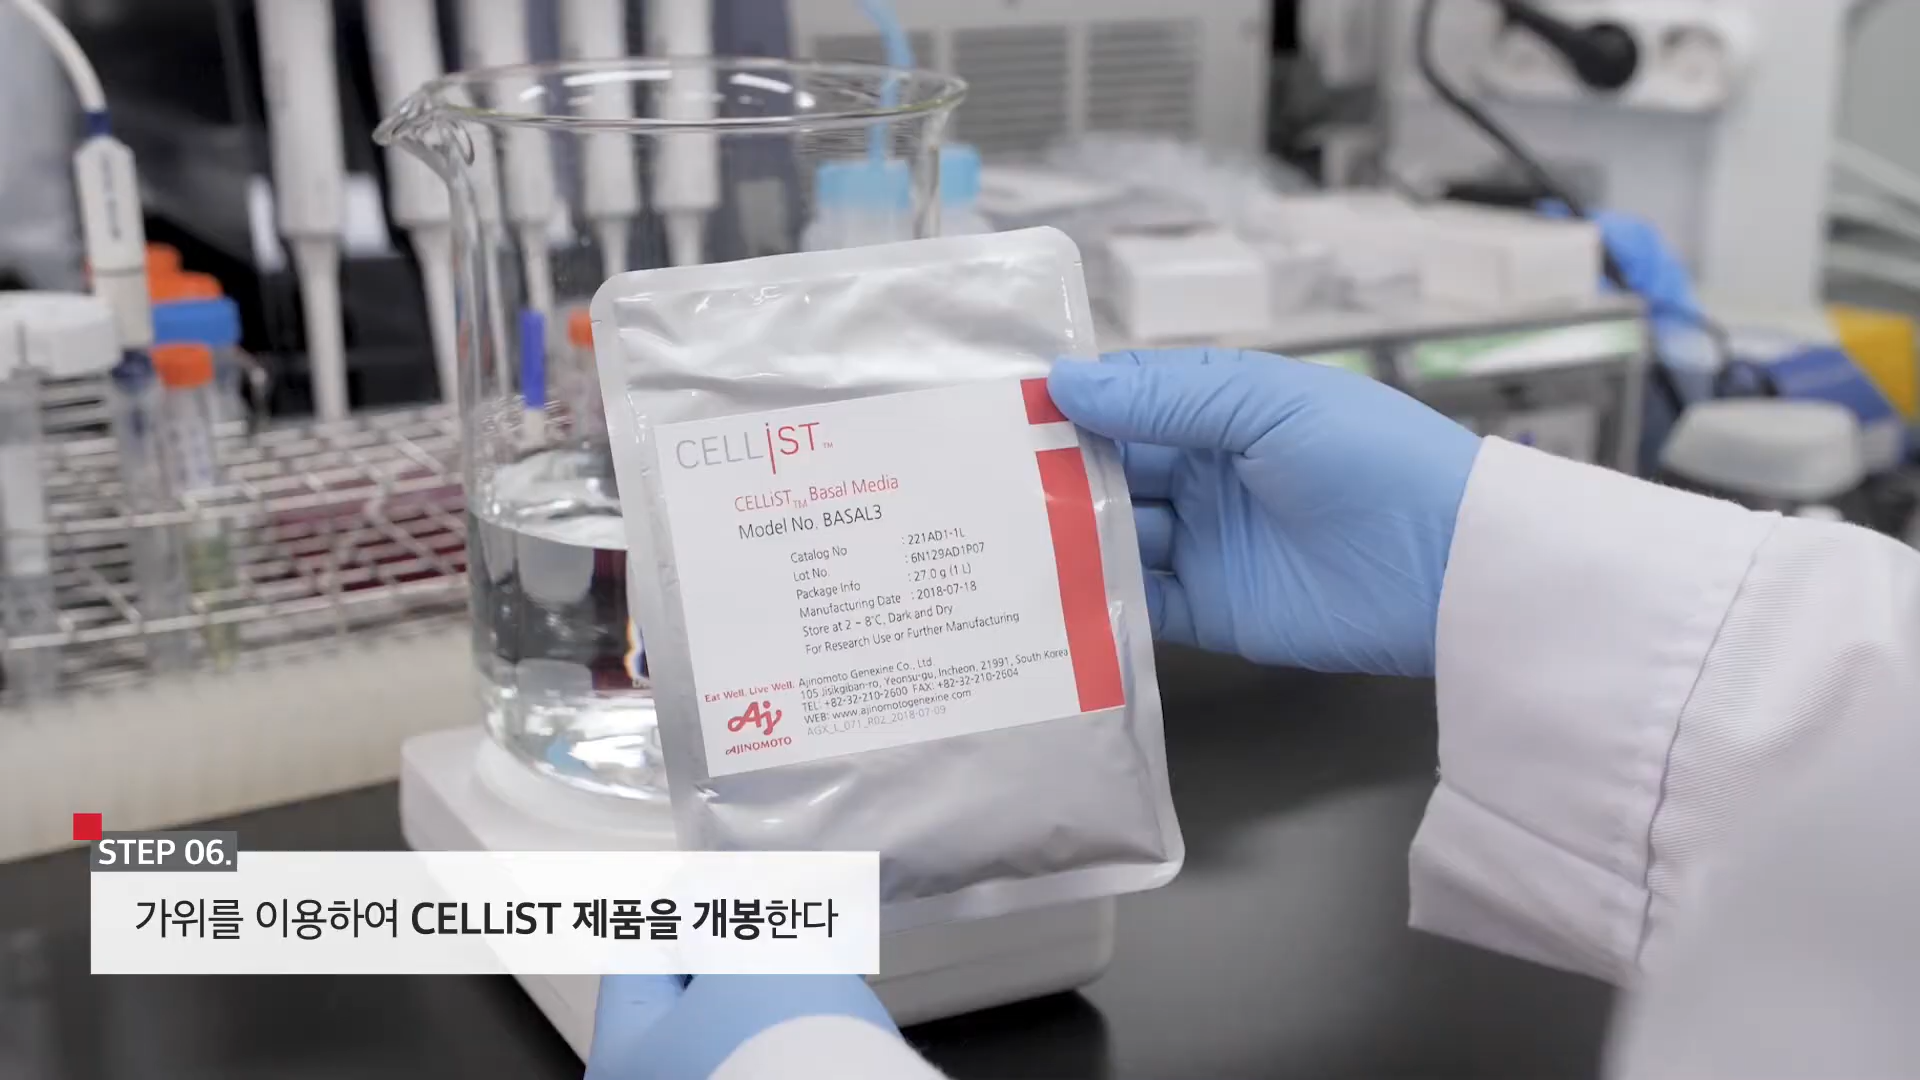 CELLiST™
CELLiST™ Basal Media
Model No. BASAL3
Catalog No : 221AD1-1L
Lot No. : 6N129AD1P07
Package Info : 27.0 g (1 L)
Manufacturing Date : 2018-07-18
Store at 2 ~ 8℃, Dark and Dry
For Research Use or Further Manufacturing
Eat Well, Live Well.
Aj
AJINOMOTO
Ajinomoto Genexine Co., Ltd.
105 Jisikgiban-ro, Yeonsu-gu, Incheon, 21991, South Korea
TEL: +82-32-210-2600 FAX: +82-32-210-2604
WEB: www.ajinomotogenexine.com
AGX_L_071_R02_2018-07-09
STEP 06.
가위를 이용하여 CELLiST 제품을 개봉한다